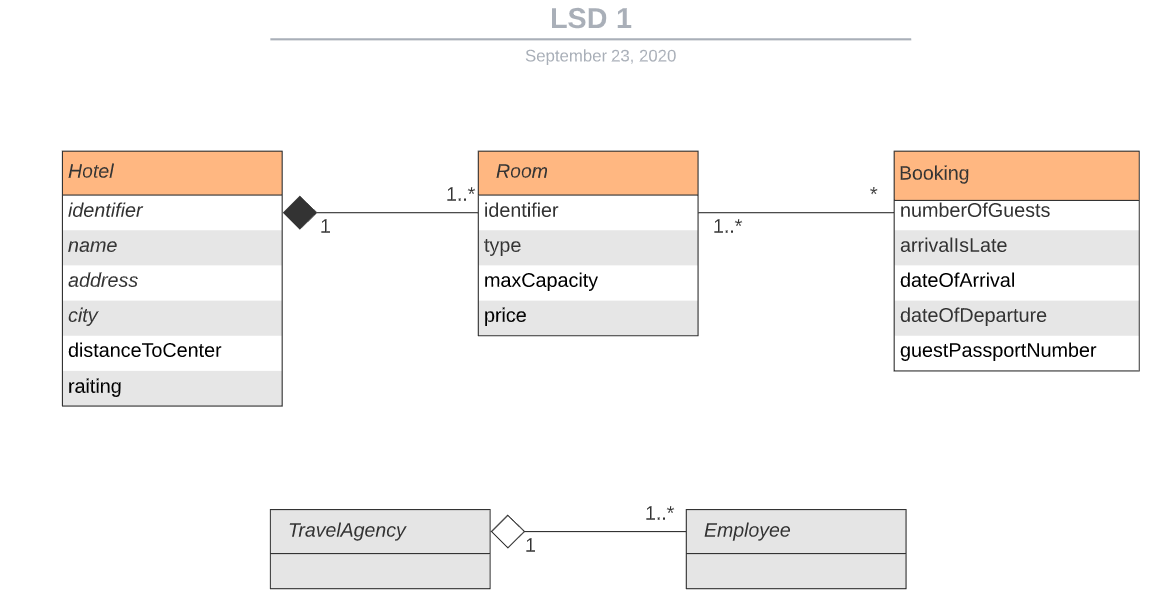 LSD 1
September 23, 2020
Hotel
identifier
name
address
city
distanceToCenter
raiting
1
1..*
Room
identifier
type
maxCapacity
price
1..*
*
Booking
numberOfGuests
arrivalIsLate
dateOfArrival
dateOfDeparture
guestPassportNumber
TravelAgency
1
1..*
Employee